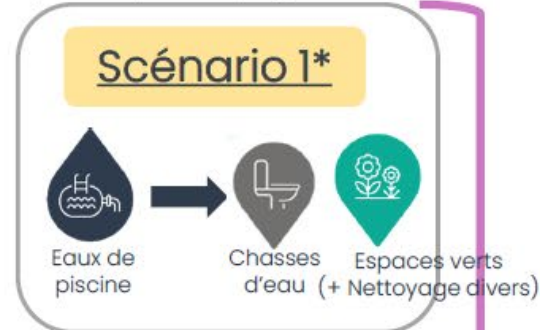 Scénario 1*
Eaux de
piscine
Chasses
d'eau
Espaces verts
(+ Nettoyage divers)